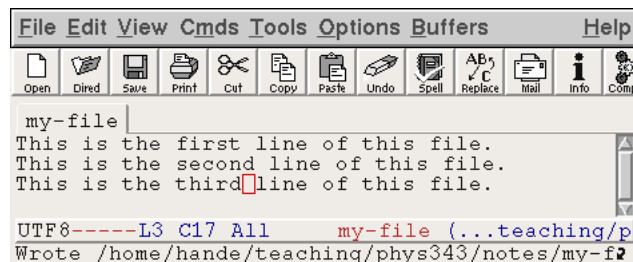 File Edit View Cmds Tools Options Buffers Help
Open Dired Save Print Cut Copy Paste Undo Spell Replace Mail Info
my-file
This is the first line of this file.
This is the second line of this file.
This is the third line of this file.
UTF8-----L3 C17 All my-file (...teaching/p
Wrote /home/hande/teaching/phys343/notes/my-f